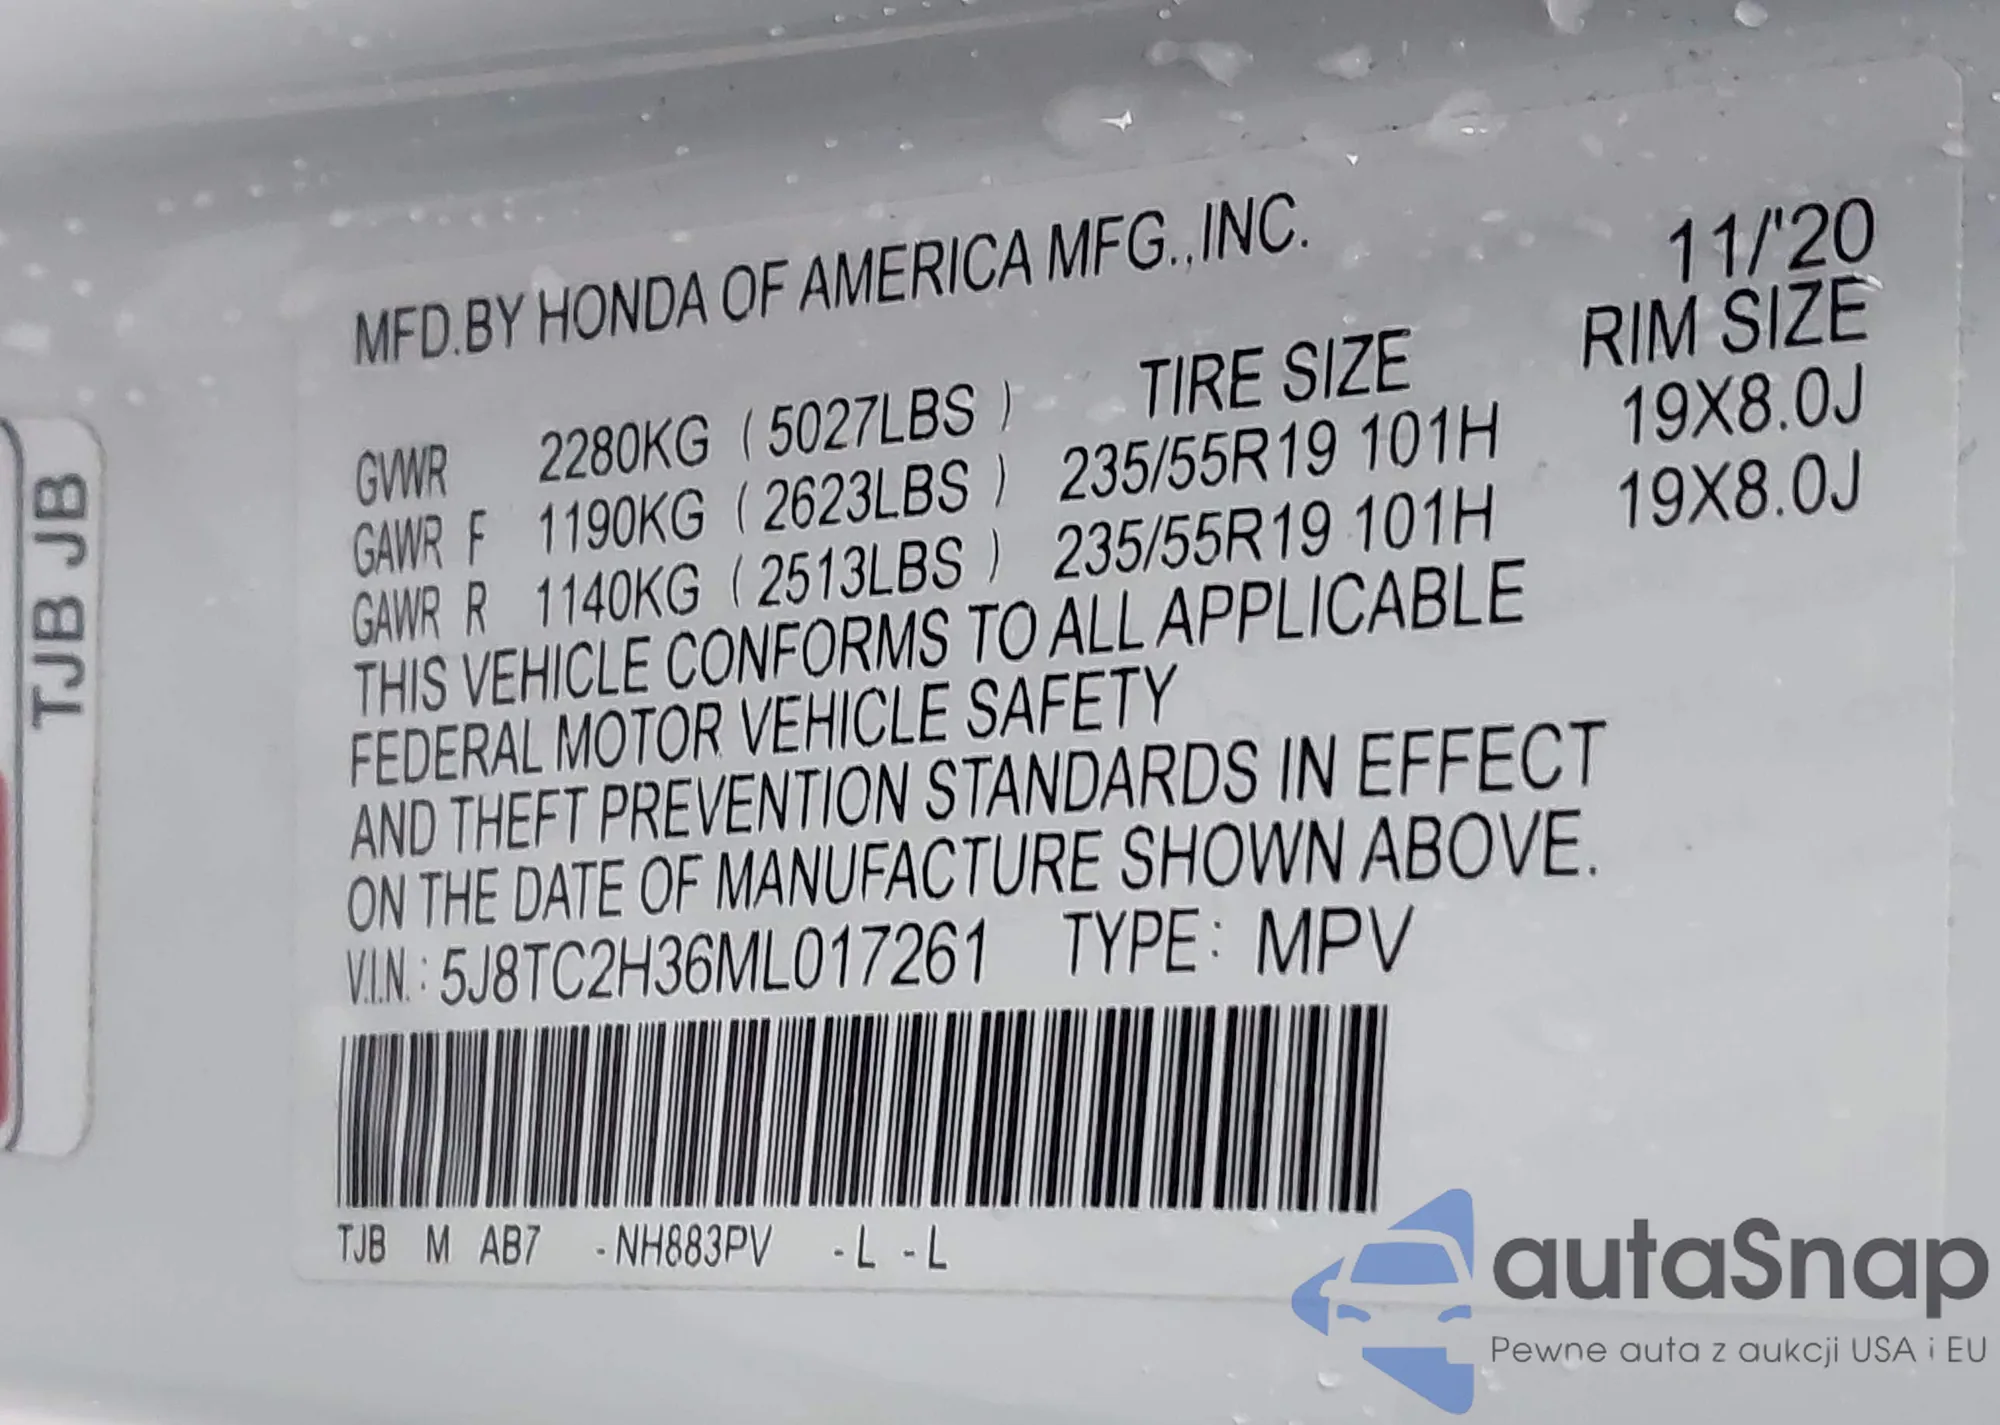 MFD.BY HONDA OF AMERICA MFG.,INC. 11/'20
TIRE SIZE RIM SIZE
GVWR 2280KG (5027LBS)
GAWR F 1190KG (2623LBS) 235/55R19 101H 19X8.0J
GAWR R 1140KG (2513LBS) 235/55R19 101H 19X8.0J
THIS VEHICLE CONFORMS TO ALL APPLICABLE
FEDERAL MOTOR VEHICLE SAFETY
AND THEFT PREVENTION STANDARDS IN EFFECT
ON THE DATE OF MANUFACTURE SHOWN ABOVE.
V.I.N.: 5J8TC2H36ML017261 TYPE: MPV
TJB M AB7 -NH883PV -L -L
TJB JB
autaSnap
Pewne auta z aukcji USA i EU